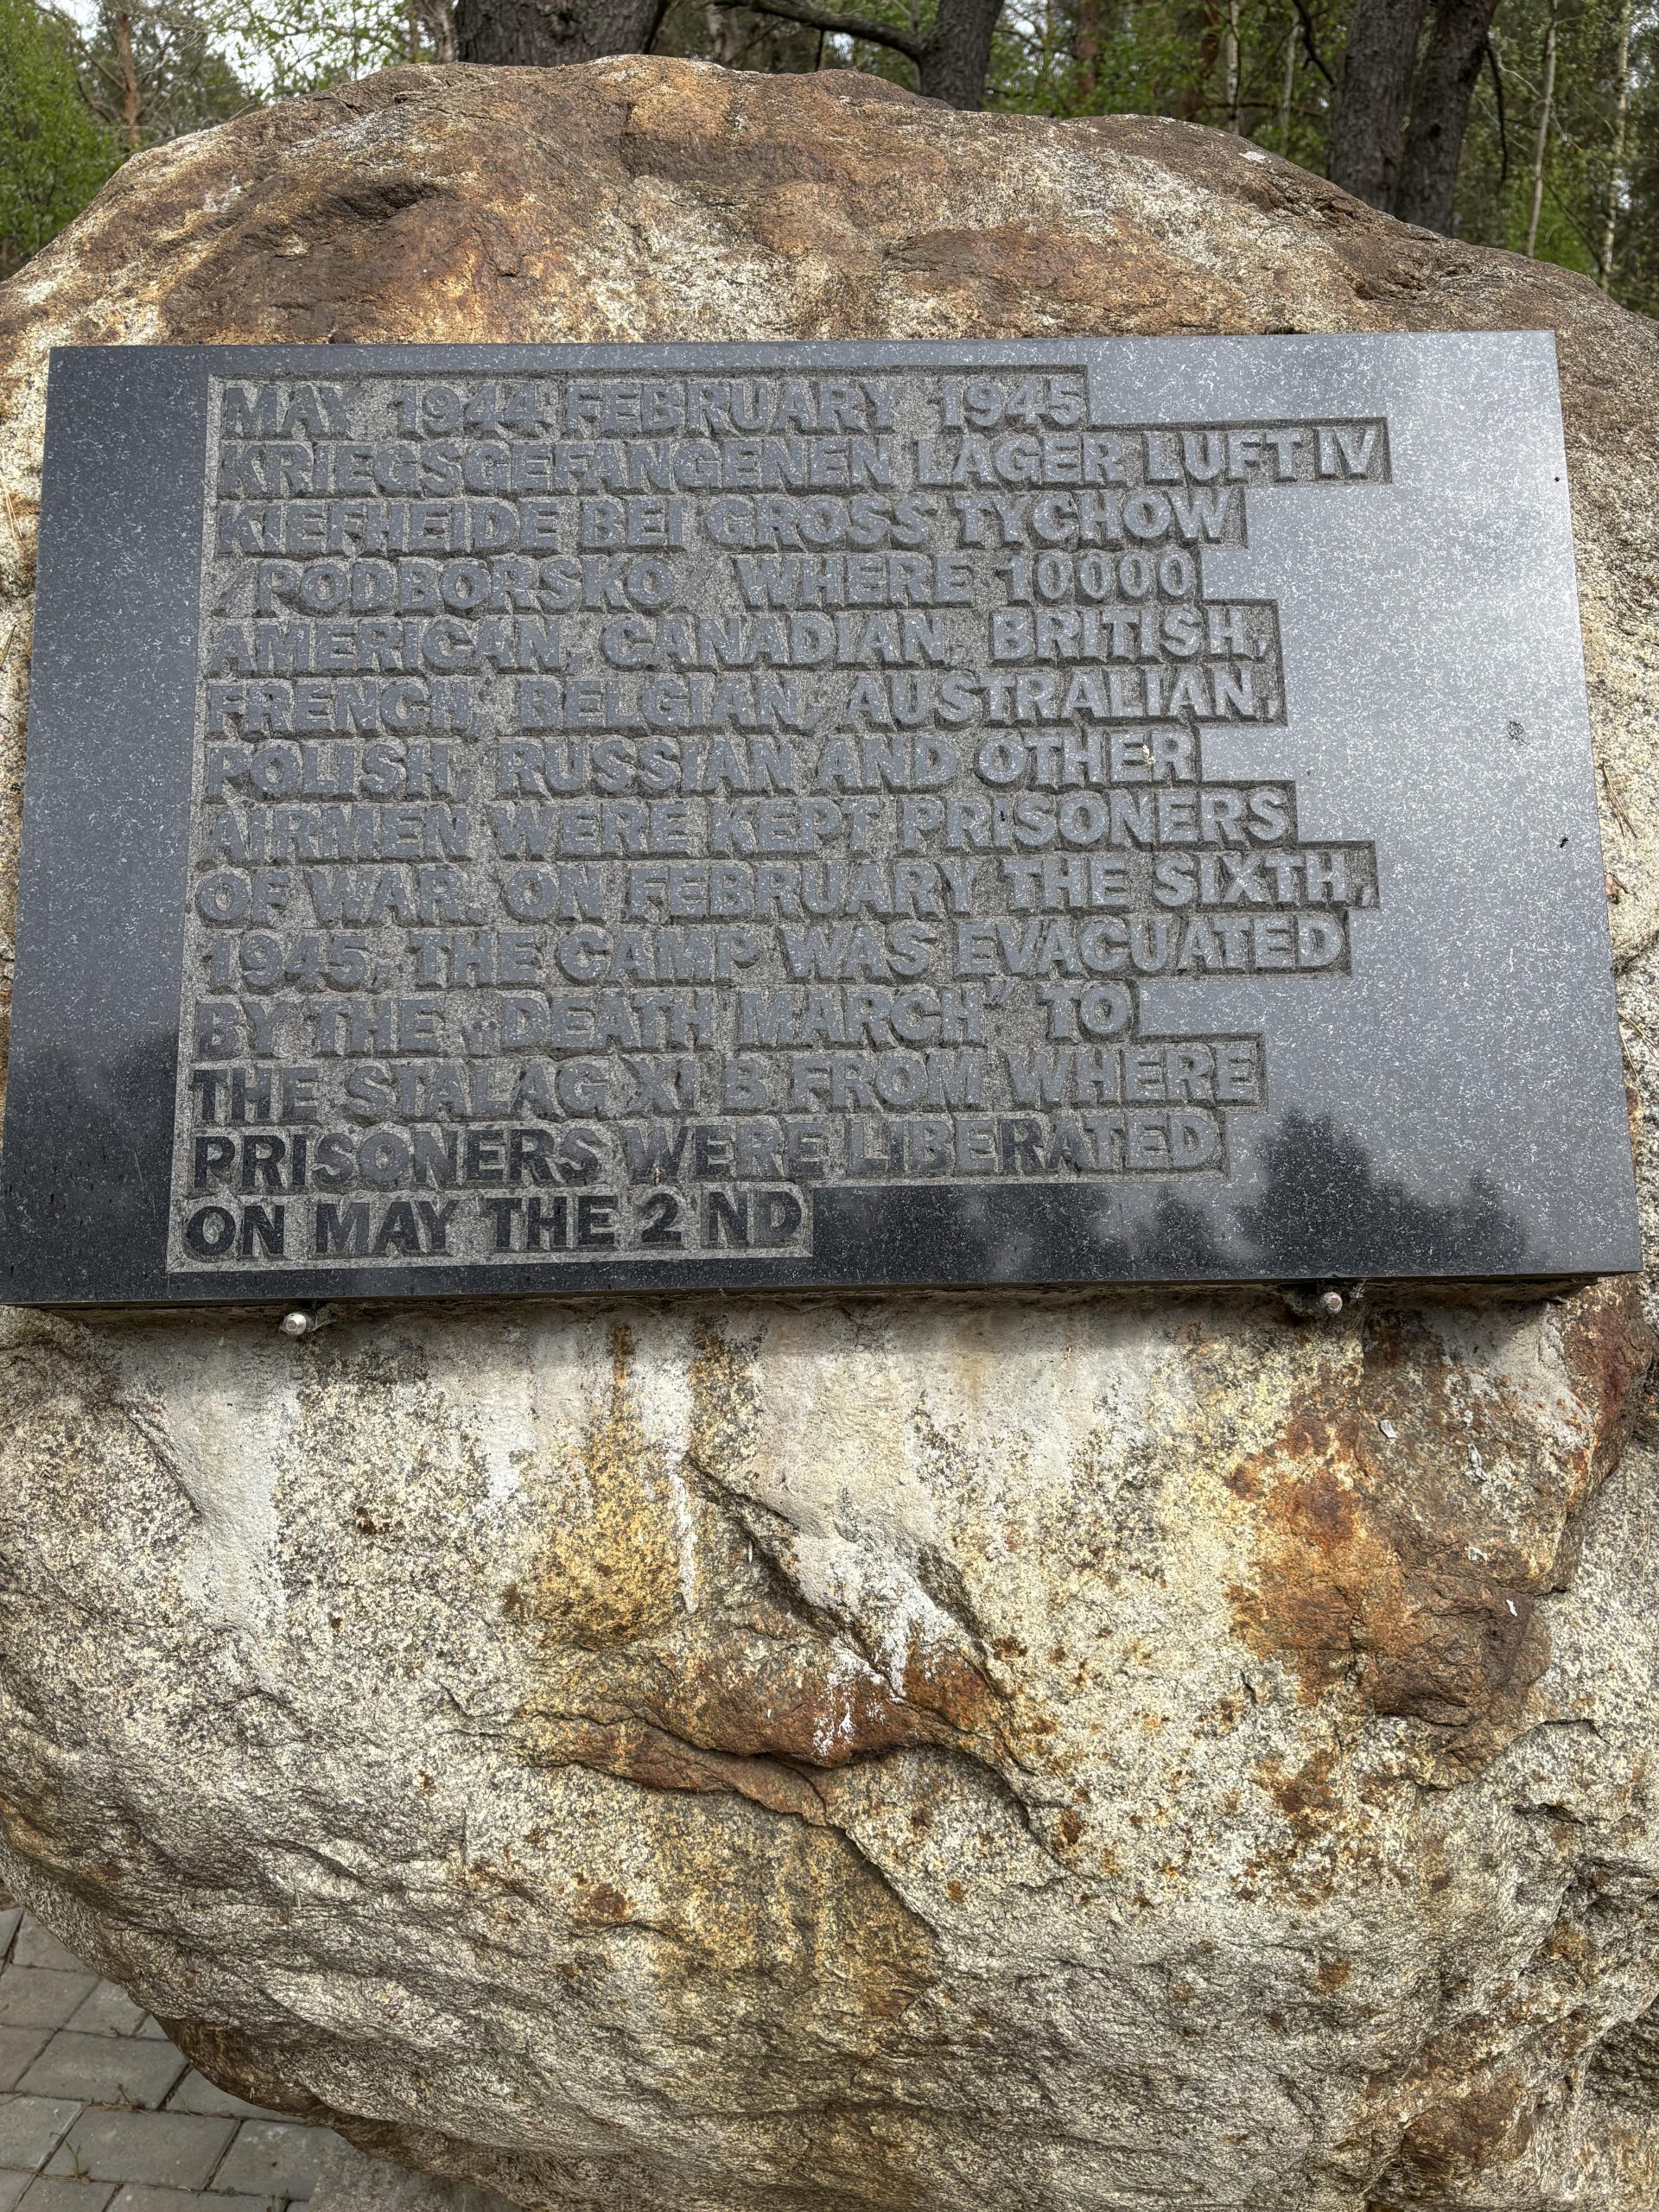 MAY 1944-FEBRUARY 1945
KRIEGSGEFANGENEN LAGER LUFT IV
KIEFHEIDE BEI GROSS TYCHOW
/PODBORSKO/ WHERE 10000
AMERICAN, CANADIAN, BRITISH,
FRENCH, BELGIAN, AUSTRALIAN,
POLISH, RUSSIAN AND OTHER
AIRMEN WERE KEPT PRISONERS
OF WAR. ON FEBRUARY THE SIXTH,
1945, THE CAMP WAS EVACUATED
BY THE „DEATH MARCH” TO
THE STALAG XI B FROM WHERE
PRISONERS WERE LIBERATED
ON MAY THE 2 ND